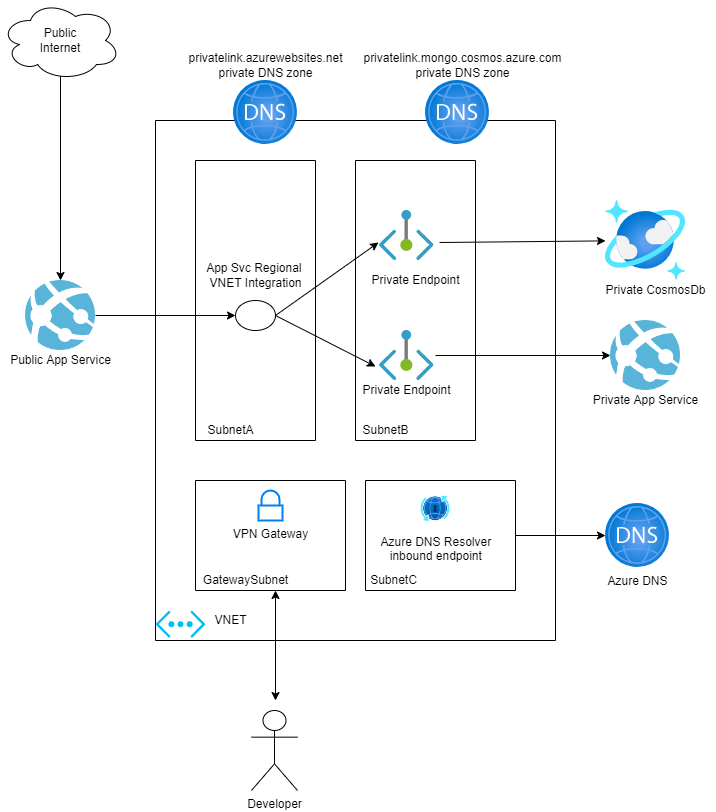 Public
Internet
privatelink.azurewebsites.net
private DNS zone
privatelink.mongo.cosmos.azure.com
private DNS zone
DNS
DNS
App Svc Regional
VNET Integration
Private Endpoint
Private CosmosDb
Public App Service
Private Endpoint
Private App Service
SubnetA
SubnetB
VPN Gateway
GatewaySubnet
Azure DNS Resolver
inbound endpoint
SubnetC
DNS
Azure DNS
VNET
Developer